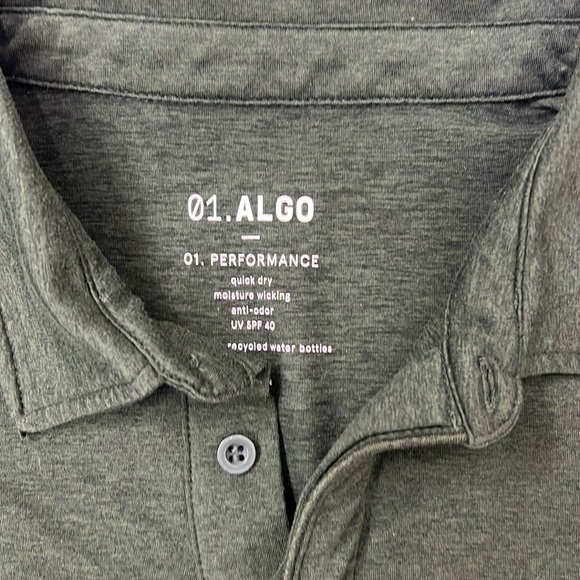 01.ALGO
01. PERFORMANCE
quick dry
moisture wicking
anti-odor
UV SPF 40
recycled water bottles